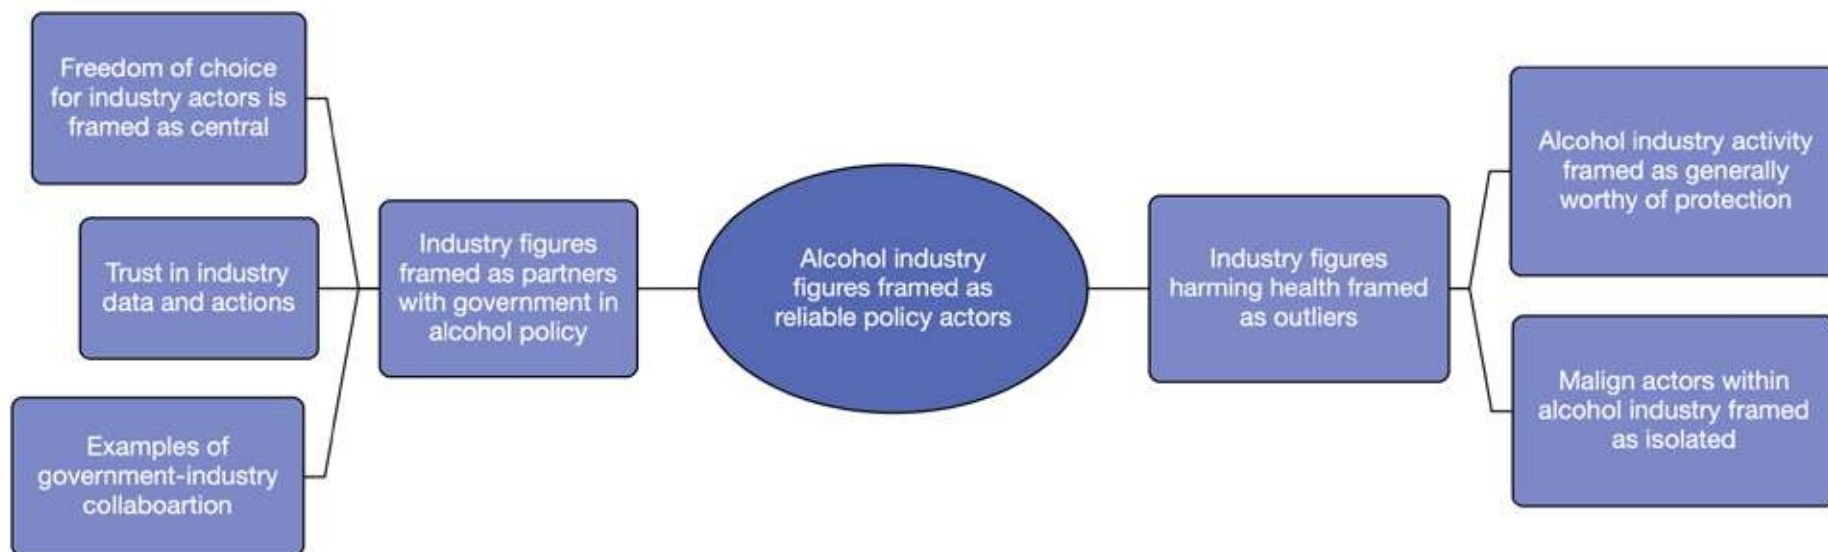 Freedom of choice
for industry actors is
framed as central
Trust in industry
data and actions
Examples of
government-industry
collaboartion
Industry figures
framed as partners
with government in
alcohol policy
Alcohol industry
figures framed as
reliable policy actors
Industry figures
harming health framed
as outliers
Alcohol industry activity
framed as generally
worthy of protection
Malign actors within
alcohol industry framed
as isolated